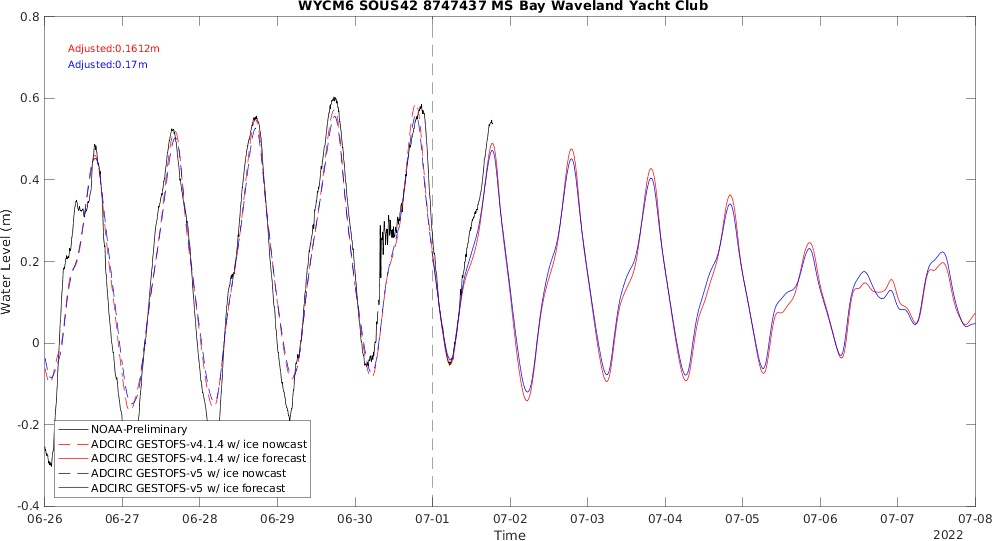 WYCM6 SOUS42 8747437 MS Bay Waveland Yacht Club
Adjusted:0.1612m
Adjusted:0.17m
0.8
0.6
0.4
0.2
0
-0.2
-0.4
Water Level (m)
NOAA-Preliminary
ADCIRC GESTOFS-v4.1.4 w/ ice nowcast
ADCIRC GESTOFS-v4.1.4 w/ ice forecast
ADCIRC GESTOFS-v5 w/ ice nowcast
ADCIRC GESTOFS-v5 w/ ice forecast
06-26 06-27 06-28 06-29 06-30 07-01 07-02 07-03 07-04 07-05 07-06 07-07 07-08
Time
2022